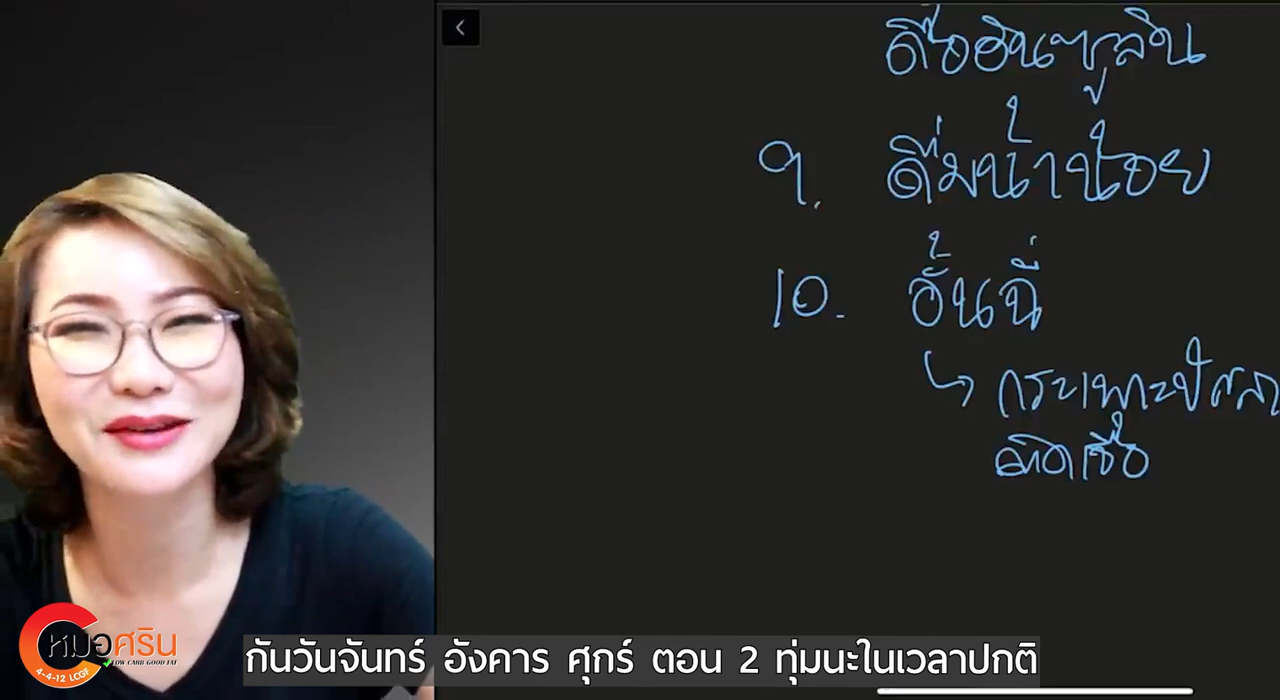 ดื้ออินซูลิน
9. ดื่มน้ำน้อย
10. อั้นฉี่
↳ กระเพาะปัสสา
ติดเชื้อ
C หมอศริน
LOW CARB GOOD FAT
4-4-12 LCGF
กันวันจันทร์ อังคาร ศุกร์ ตอน 2 ทุ่มนะในเวลาปกติ